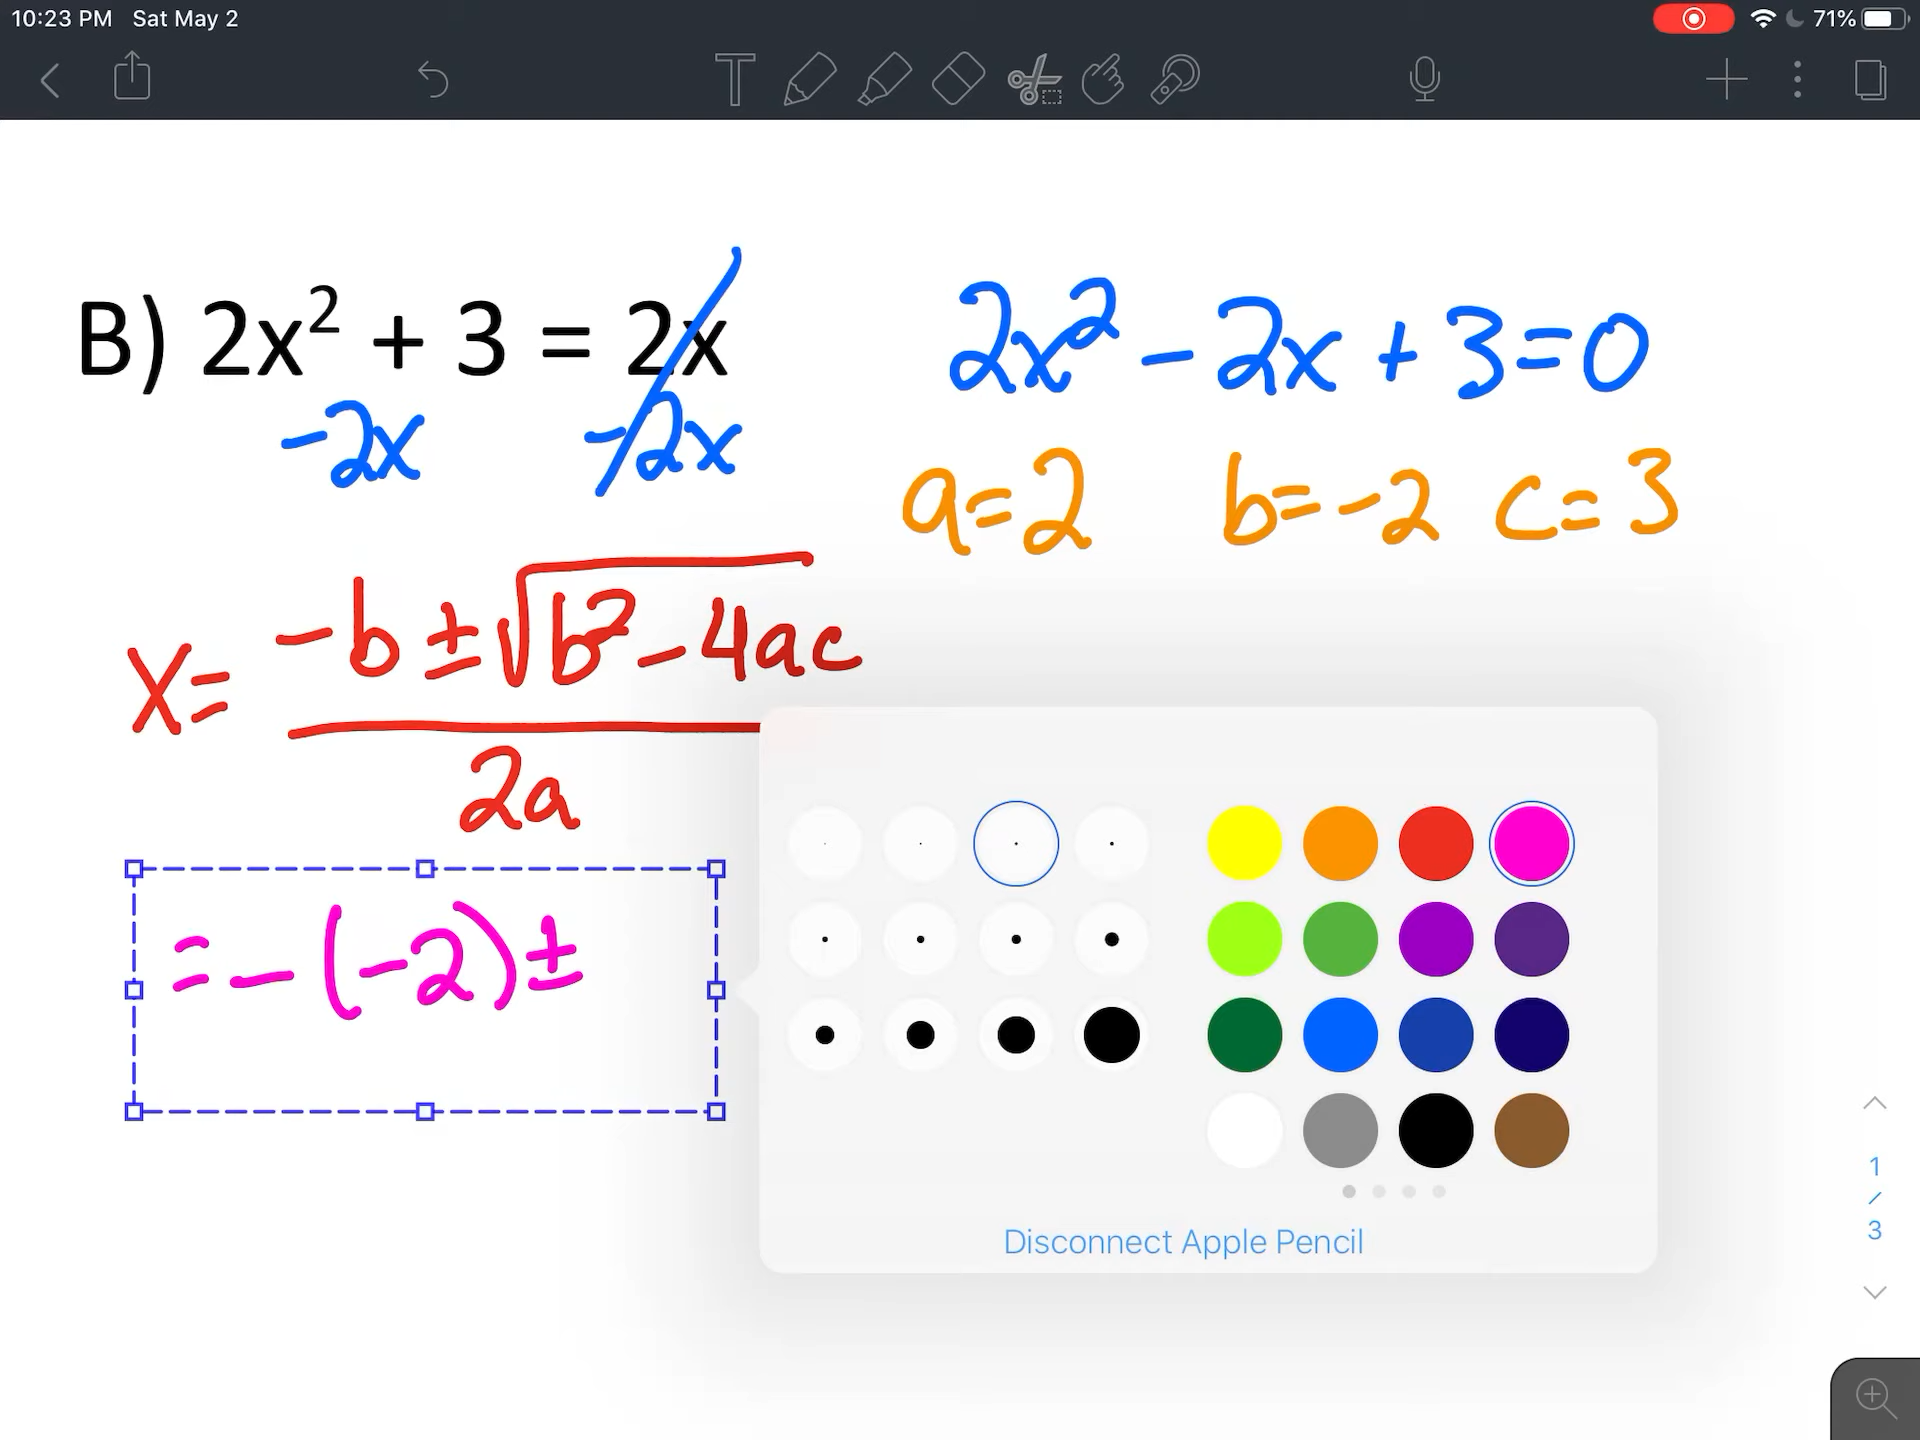 10:23 PM Sat May 2
71%
B) 2x² + 3 = 2x
-2x -2x
2x² - 2x + 3 = 0
a = 2 b = -2 c = 3
x = -b ± √b² - 4ac
2a
= - (-2) ±
Disconnect Apple Pencil
1
/
3